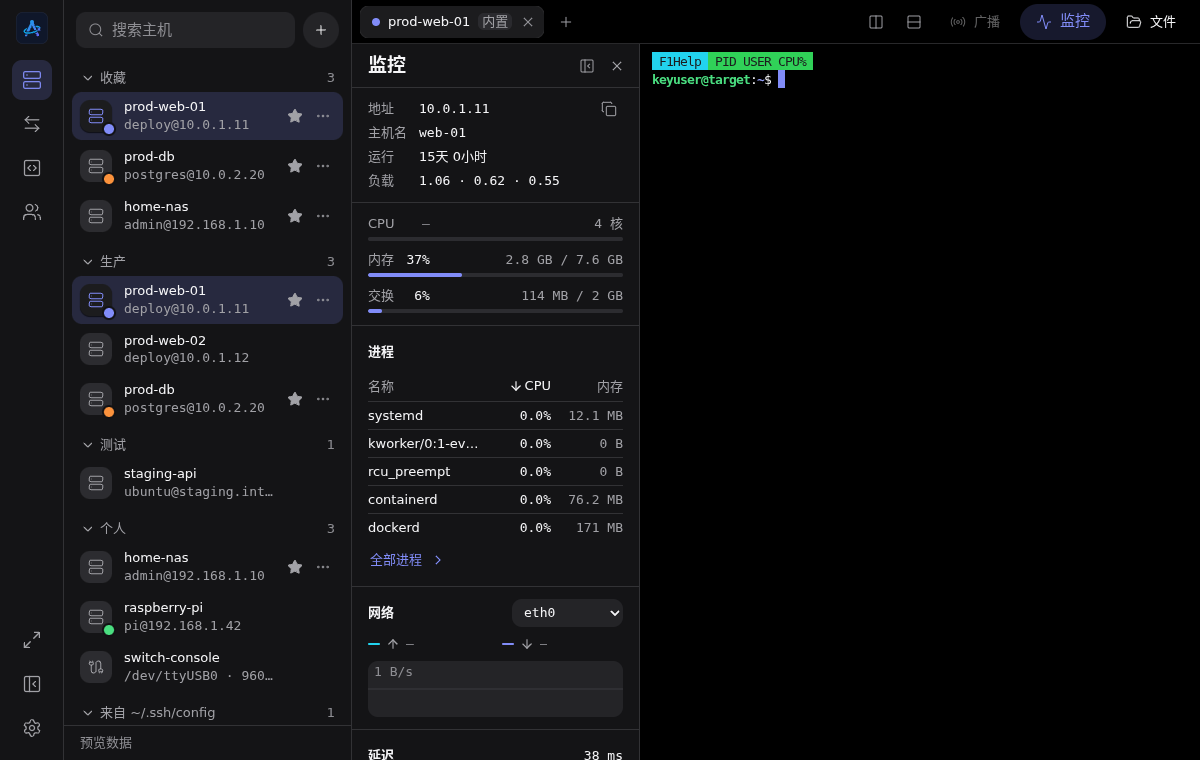 搜索主机
收藏 3
prod-web-01
deploy@10.0.1.11
prod-db
postgres@10.0.2.20
home-nas
admin@192.168.1.10
生产 3
prod-web-01
deploy@10.0.1.11
prod-web-02
deploy@10.0.1.12
prod-db
postgres@10.0.2.20
测试 1
staging-api
ubuntu@staging.int…
个人 3
home-nas
admin@192.168.1.10
raspberry-pi
pi@192.168.1.42
switch-console
/dev/ttyUSB0 · 960…
来自 ~/.ssh/config 1
预览数据
prod-web-01 内置
广播 监控 文件
监控
地址 10.0.1.11
主机名 web-01
运行 15天 0小时
负载 1.06 · 0.62 · 0.55
CPU — 4 核
内存 37% 2.8 GB / 7.6 GB
交换 6% 114 MB / 2 GB
进程
名称 CPU 内存
systemd 0.0% 12.1 MB
kworker/0:1-ev… 0.0% 0 B
rcu_preempt 0.0% 0 B
containerd 0.0% 76.2 MB
dockerd 0.0% 171 MB
全部进程
网络 eth0
— —
1 B/s
延迟 38 ms
F1Help PID USER CPU%
keyuser@target:~$